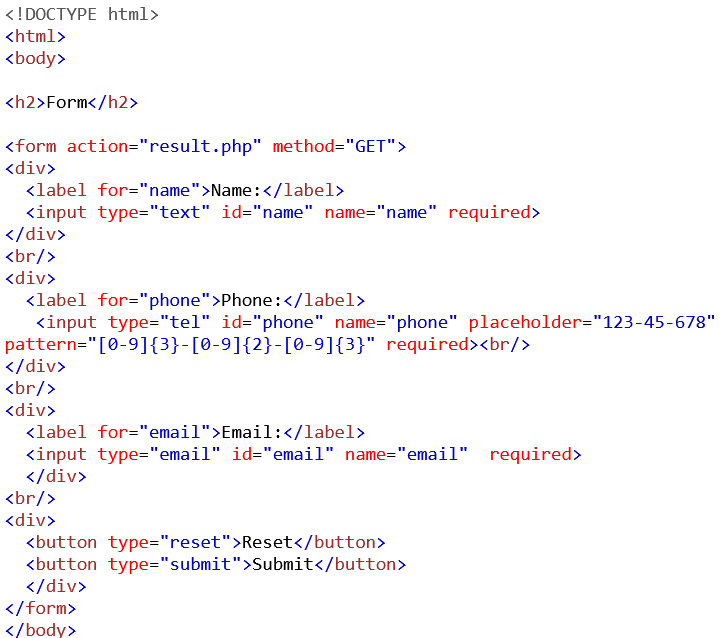 <!DOCTYPE html>
<html>
<body>

<h2>Form</h2>

<form action="result.php" method="GET">
<div>
  <label for="name">Name:</label>
  <input type="text" id="name" name="name" required>
</div>
<br/>
<div>
  <label for="phone">Phone:</label>
   <input type="tel" id="phone" name="phone" placeholder="123-45-678"
pattern="[0-9]{3}-[0-9]{2}-[0-9]{3}" required><br/>
</div>
<br/>
<div>
  <label for="email">Email:</label>
  <input type="email" id="email" name="email"  required>
  </div>
<br/>
<div>
  <button type="reset">Reset</button>
  <button type="submit">Submit</button>
  </div>
</form>
</body>